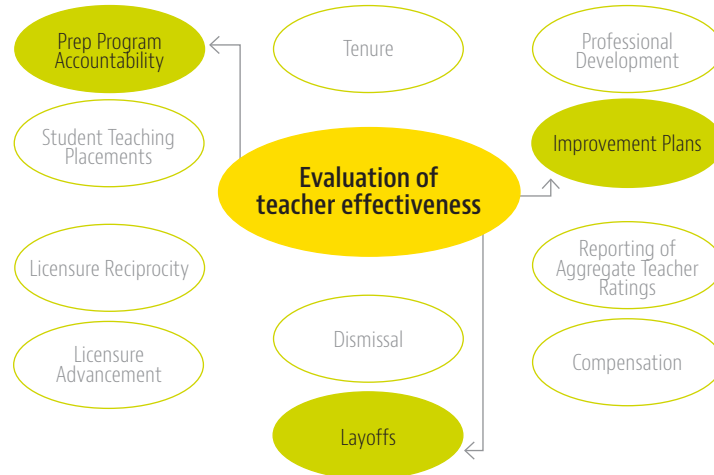 Prep Program
Accountability
Tenure
Professional
Development
Student Teaching
Placements
Improvement Plans
Evaluation of
teacher effectiveness
Licensure Reciprocity
Reporting of
Aggregate Teacher
Ratings
Licensure
Advancement
Dismissal
Compensation
Layoffs